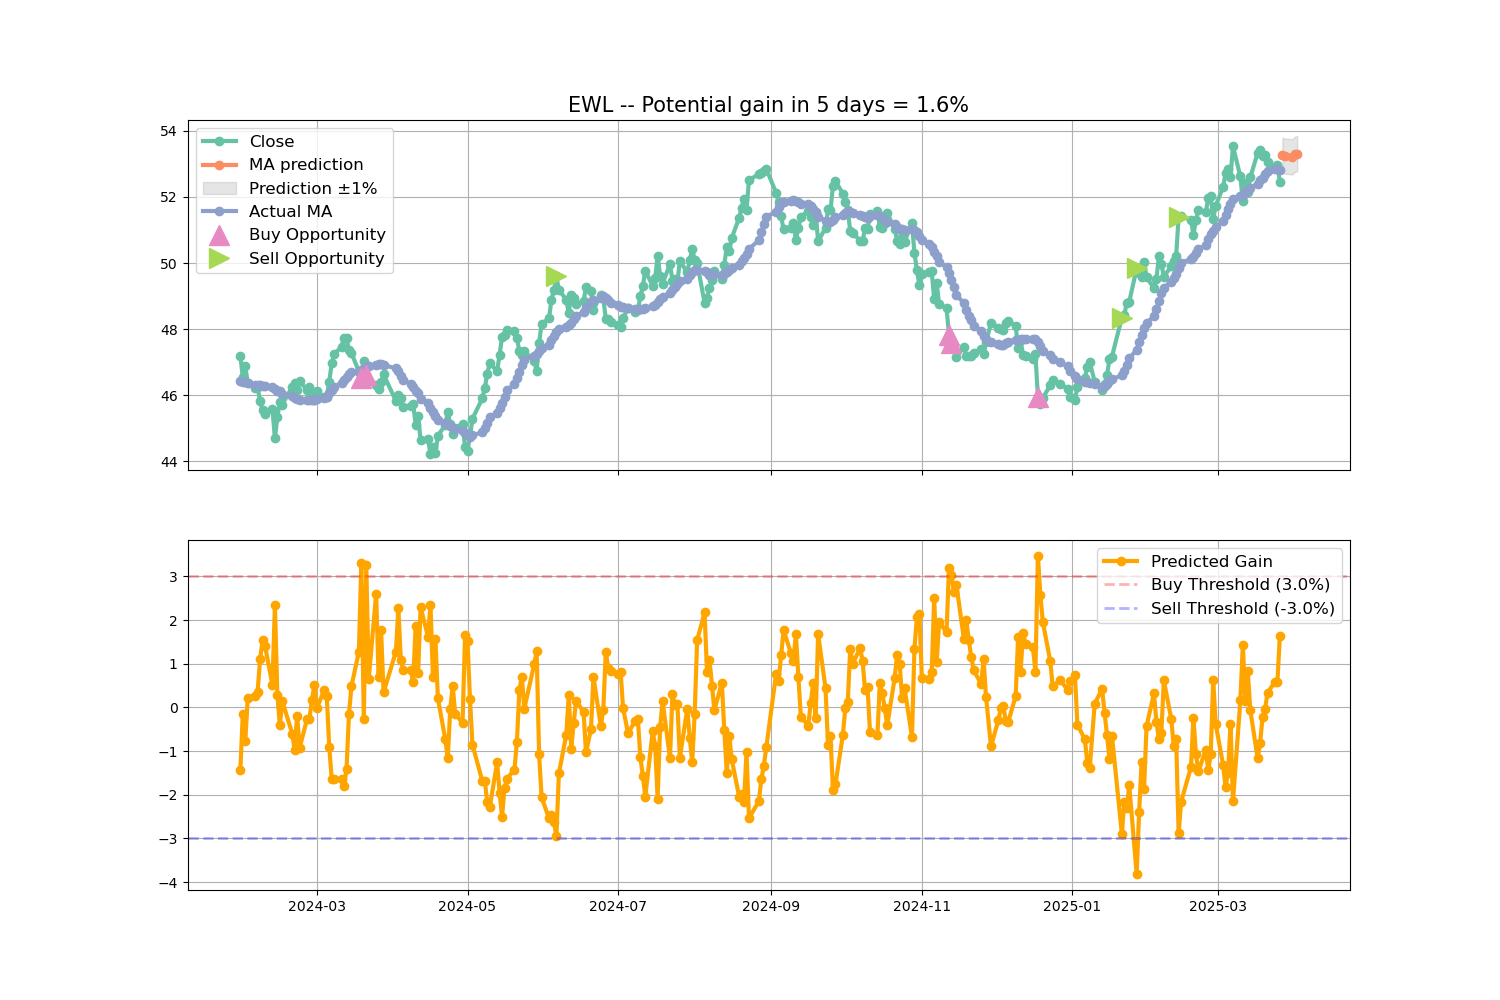 EWL -- Potential gain in 5 days = 1.6%
54
52
50
48
46
44
Close
MA prediction
Prediction ±1%
Actual MA
Buy Opportunity
Sell Opportunity
3
2
1
0
−1
−2
−3
−4
Predicted Gain
Buy Threshold (3.0%)
Sell Threshold (-3.0%)
2024-03
2024-05
2024-07
2024-09
2024-11
2025-01
2025-03